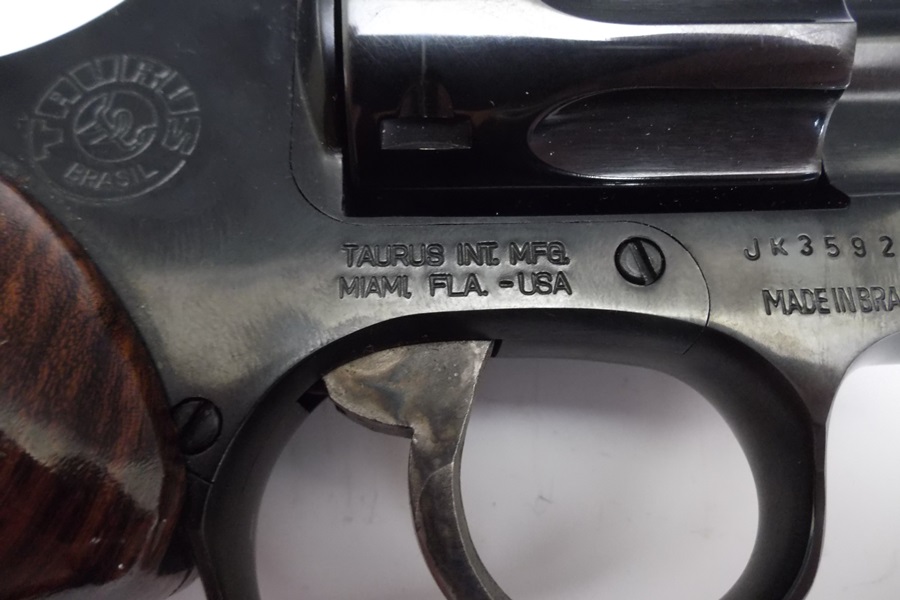 TAURUS
BRASIL
TAURUS INT. MFG.
MIAMI, FLA. - USA
JK3592
MADE IN BRA